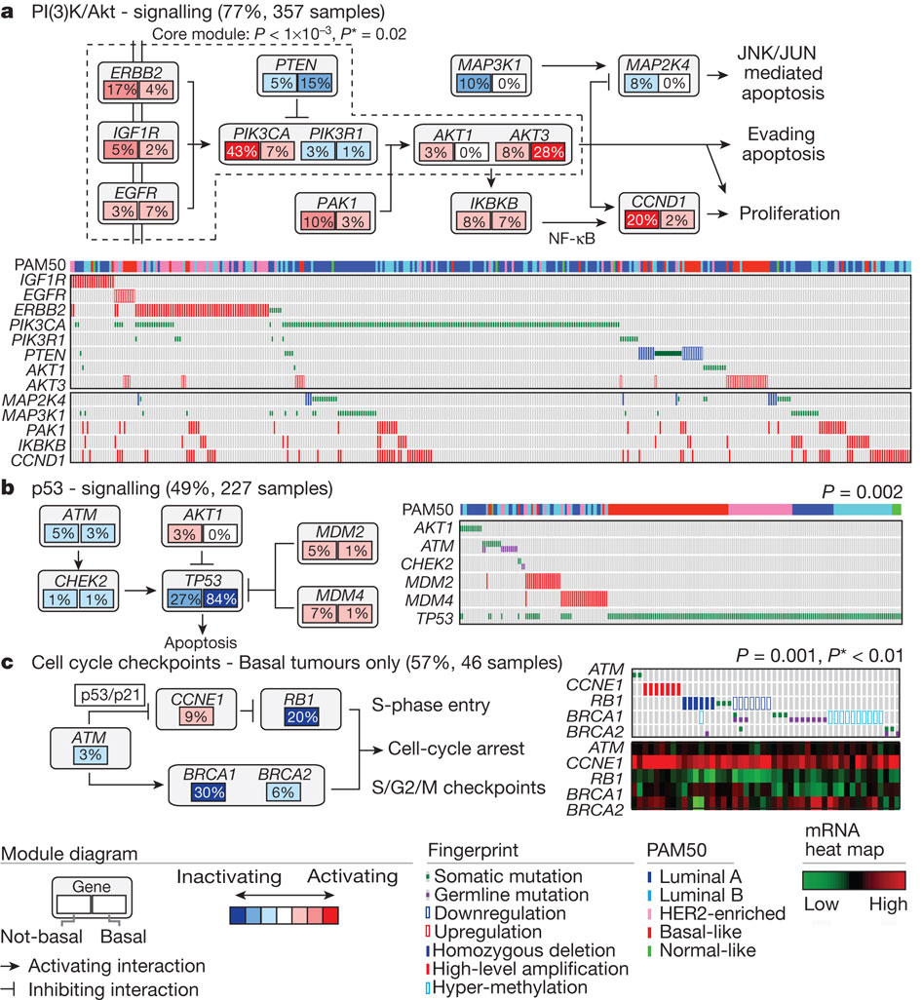 a PI(3)K/Akt - signalling (77%, 357 samples)
Core module: P < 1×10–3, P* = 0.02
ERBB2
17% 4%
PTEN
5% 15%
MAP3K1
10% 0%
MAP2K4
8% 0%
JNK/JUN
mediated
apoptosis
IGF1R
5% 2%
PIK3CA PIK3R1
43% 7% 3% 1%
AKT1 AKT3
3% 0% 8% 28%
Evading
apoptosis
EGFR
3% 7%
PAK1
10% 3%
IKBKB
8% 7%
NF-κB
CCND1
20% 2%
Proliferation
PAM50
IGF1R
EGFR
ERBB2
PIK3CA
PIK3R1
PTEN
AKT1
AKT3
MAP2K4
MAP3K1
PAK1
IKBKB
CCND1
b p53 - signalling (49%, 227 samples)
P = 0.002
ATM
5% 3%
AKT1
3% 0%
MDM2
5% 1%
CHEK2
1% 1%
TP53
27% 84%
MDM4
7% 1%
Apoptosis
PAM50
AKT1
ATM
CHEK2
MDM2
MDM4
TP53
c Cell cycle checkpoints - Basal tumours only (57%, 46 samples)
P = 0.001, P* < 0.01
p53/p21
CCNE1
9%
RB1
20%
S-phase entry
ATM
3%
Cell-cycle arrest
BRCA1 BRCA2
30% 6%
S/G2/M checkpoints
ATM
CCNE1
RB1
BRCA1
BRCA2
ATM
CCNE1
RB1
BRCA1
BRCA2
Module diagram
Gene
Not-basal Basal
Activating interaction
Inhibiting interaction
Inactivating Activating
Fingerprint
Somatic mutation
Germline mutation
Downregulation
Upregulation
Homozygous deletion
High-level amplification
Hyper-methylation
PAM50
Luminal A
Luminal B
HER2-enriched
Basal-like
Normal-like
mRNA
heat map
Low High